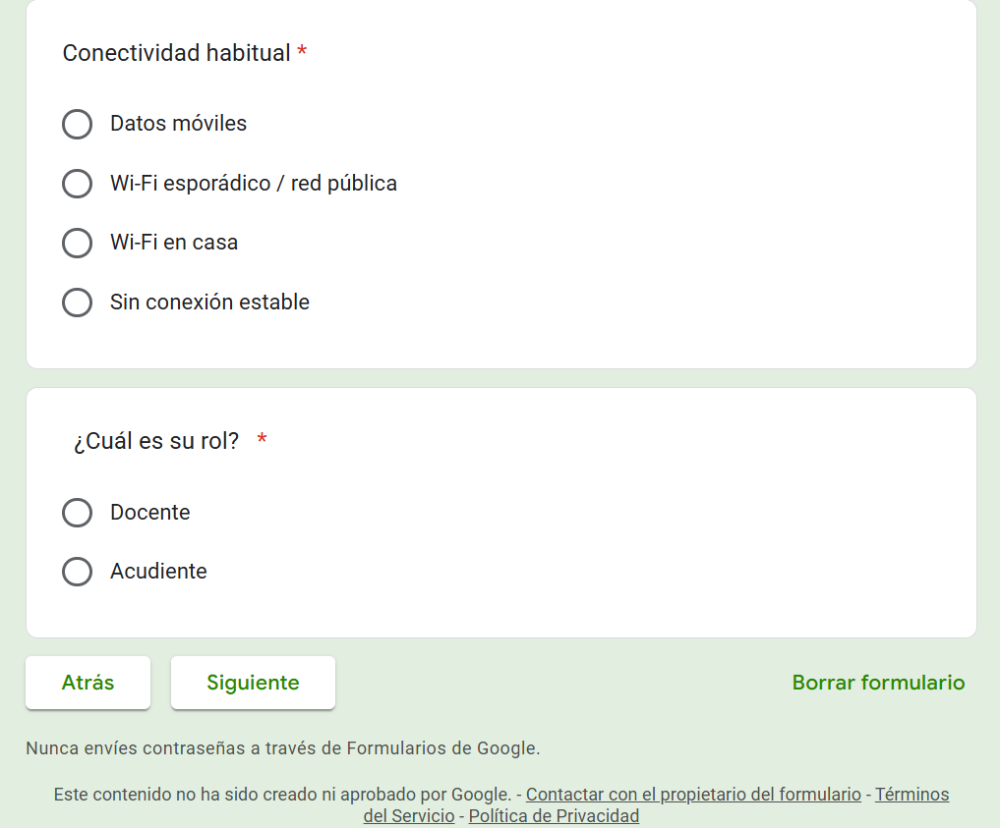 Conectividad habitual *
Datos móviles
Wi-Fi esporádico / red pública
Wi-Fi en casa
Sin conexión estable
¿Cuál es su rol? *
Docente
Acudiente
Atrás
Siguiente
Borrar formulario
Nunca envíes contraseñas a través de Formularios de Google.
Este contenido no ha sido creado ni aprobado por Google. - Contactar con el propietario del formulario - Términos
del Servicio - Política de Privacidad